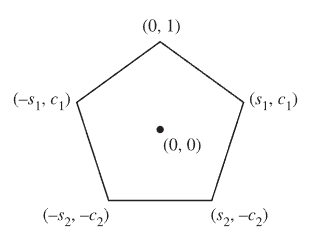 (0, 1)
(−s₁, c₁)
(s₁, c₁)
(0, 0)
(−s₂, −c₂)
(s₂, −c₂)